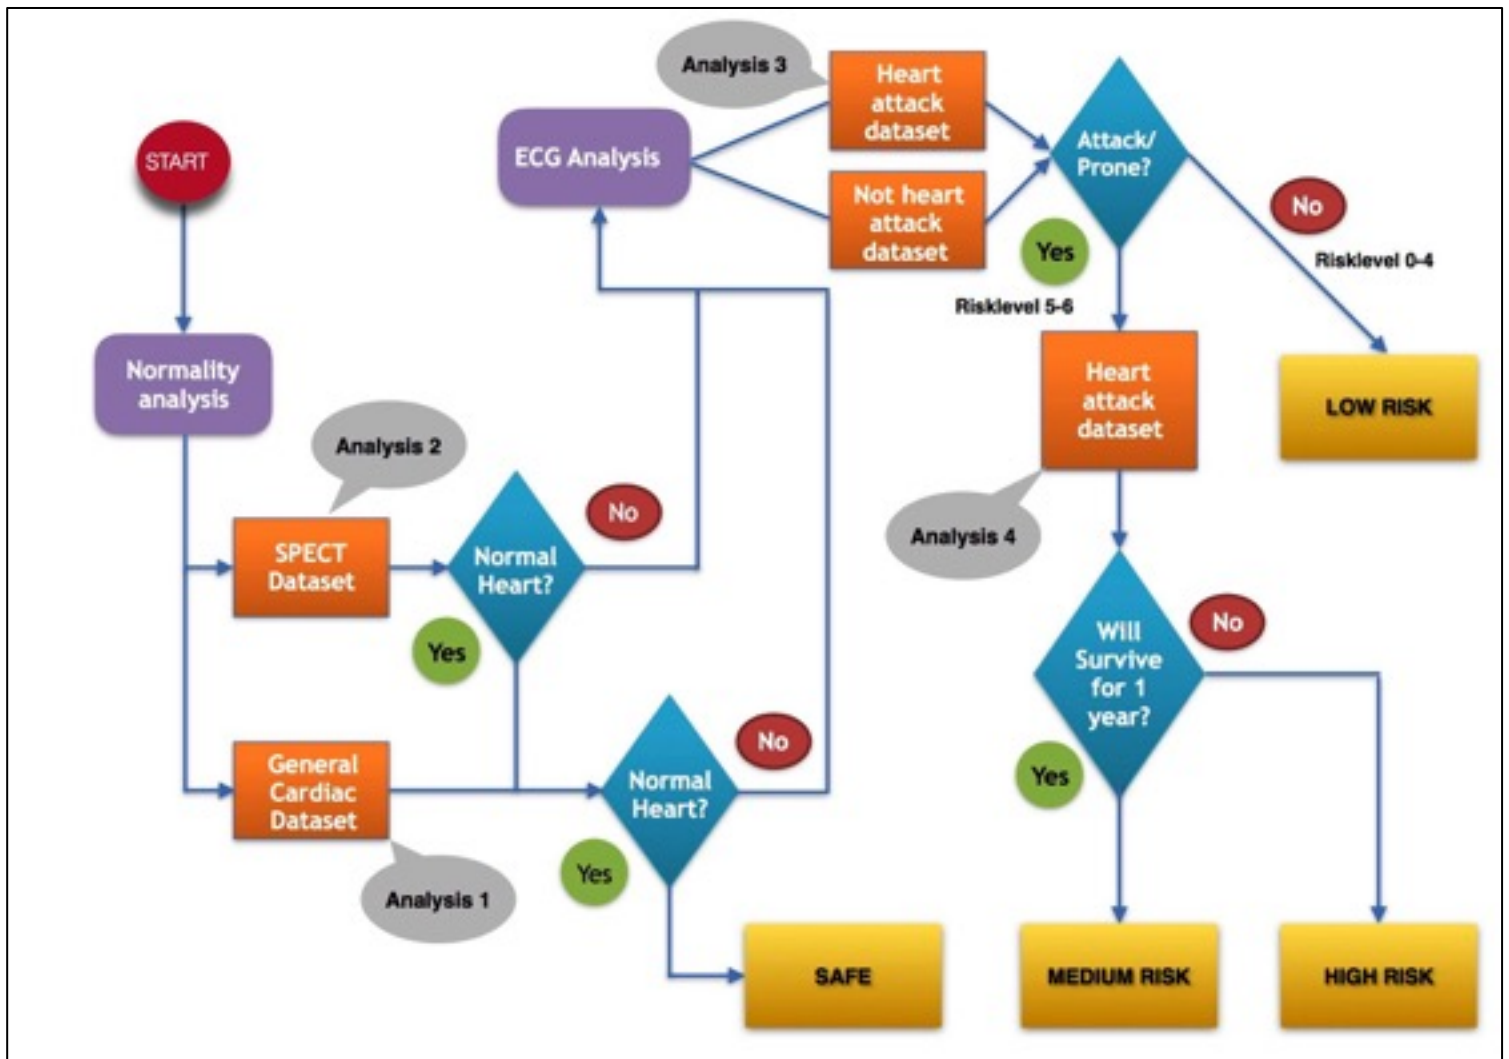 START
Normality
analysis
Analysis 2
SPECT
Dataset
Normal
Heart?
No
Yes
General
Cardiac
Dataset
Analysis 1
Normal
Heart?
No
Yes
SAFE
ECG Analysis
Analysis 3
Heart
attack
dataset
Not heart
attack
dataset
Attack/
Prone?
No
Risklevel 0-4
LOW RISK
Yes
Risklevel 5-6
Heart
attack
dataset
Analysis 4
Will
Survive
for 1
year?
No
Yes
MEDIUM RISK
HIGH RISK